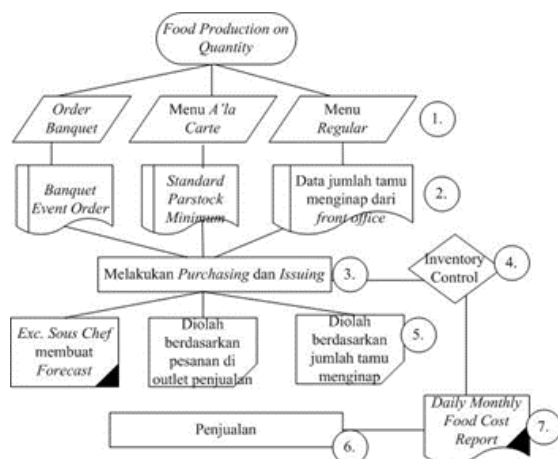 Food Production on
Quantity
Order
Banquet
Menu A'la
Carte
Menu
Regular
1.
Banquet
Event Order
Standard
Parstock
Minimum
Data jumlah tamu
menginap dari
front office
2.
Melakukan Purchasing dan Issuing
3.
Inventory
Control
4.
Exc. Sous Chef
membuat
Forecast
Diolah
berdasarkan
pesanan di
outlet penjualan
Diolah
berdasarkan
jumlah tamu
menginap
5.
Penjualan
6.
Daily Monthly
Food Cost
Report
7.